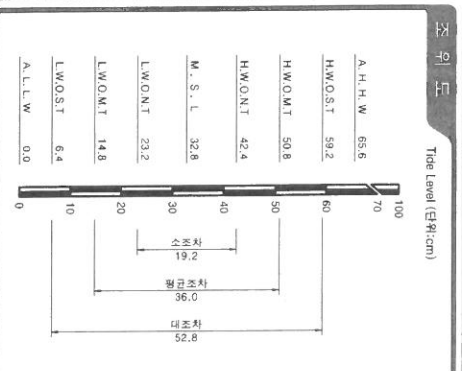 조위도
Tide Level (단위:cm)
A. H. H. W 65.6
H.W.O.S.T 59.2
H.W.O.M.T 50.8
H.W.O.N.T 42.4
M. S. L 32.8
L.W.O.N.T 23.2
L.W.O.M.T 14.8
L.W.O.S.T 6.4
A. L. L. W 0.0
100
70
60
50
40
30
20
10
0
소조차
19.2
평균조차
36.0
대조차
52.8